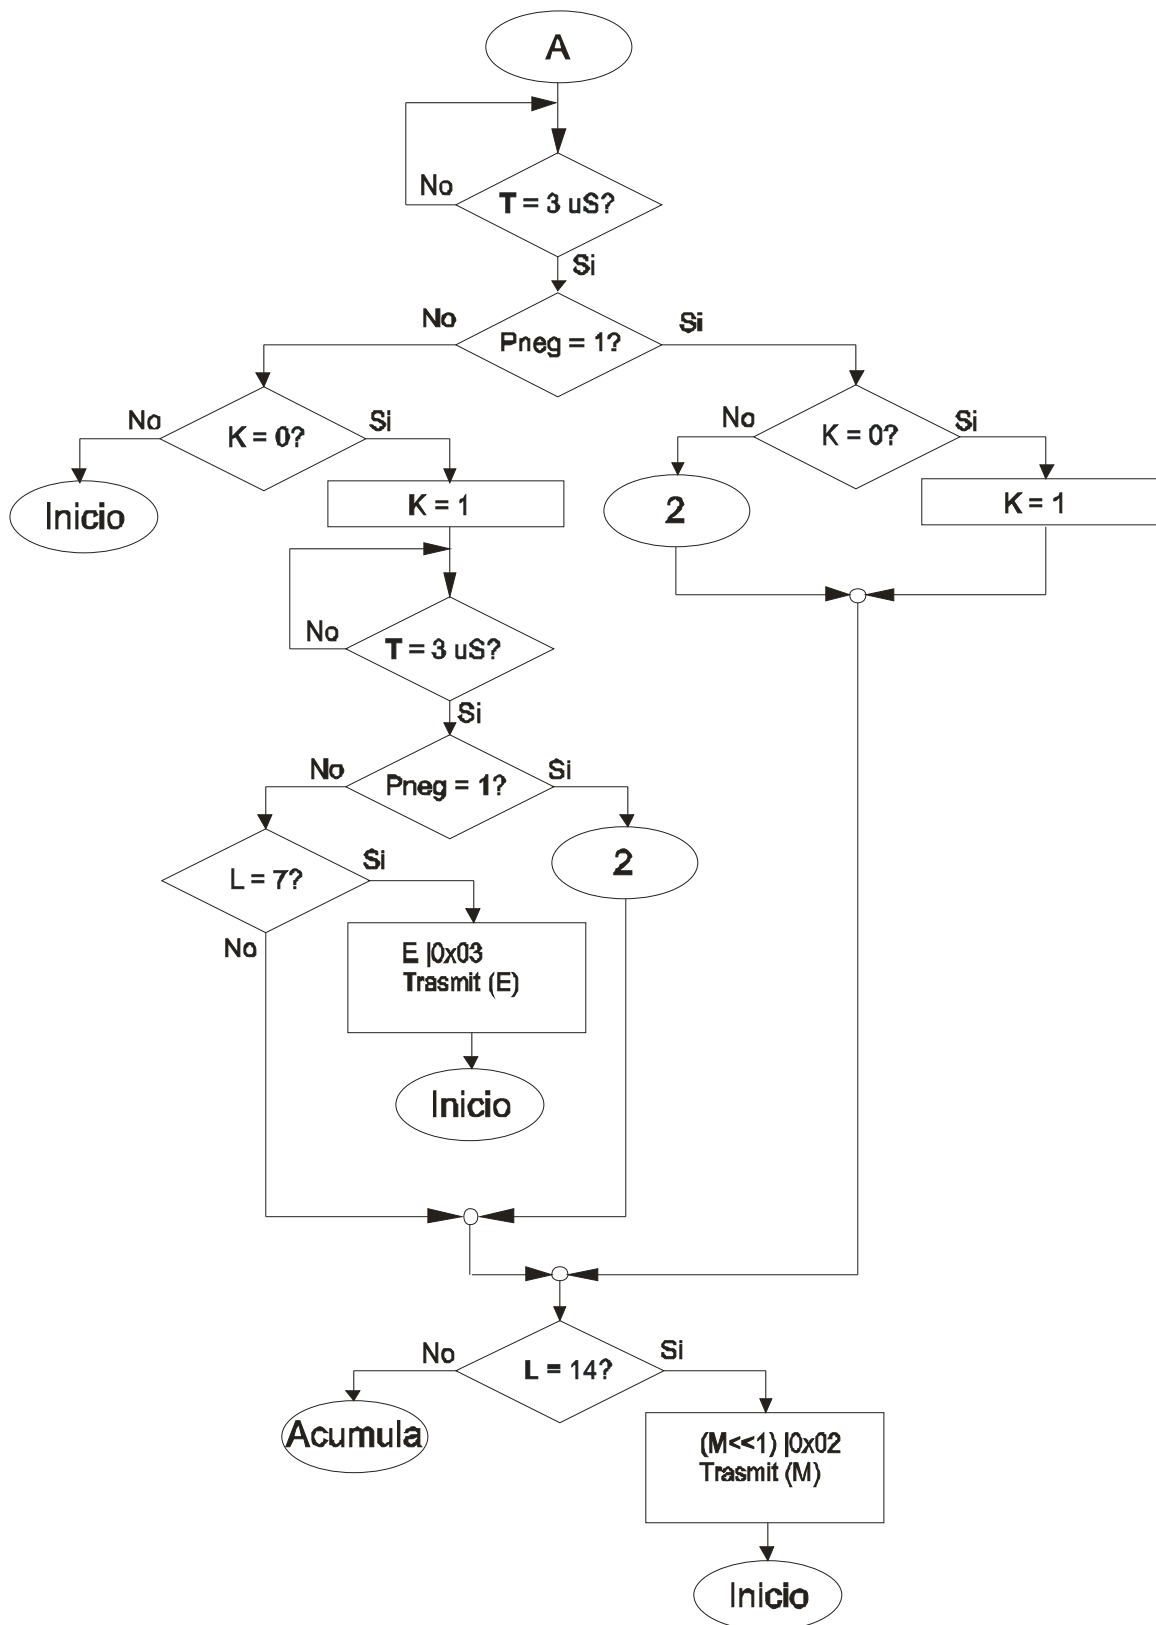 A
No
T = 3 uS?
Si
No
Pneg = 1?
Si
No
K = 0?
Si
No
K = 0?
Si
Inicio
K = 1
2
K = 1
No
T = 3 uS?
Si
No
Pneg = 1?
Si
L = 7?
Si
2
No
E |0x03
Trasmit (E)
Inicio
No
L = 14?
Si
Acumula
(M<<1) |0x02
Trasmit (M)
Inicio